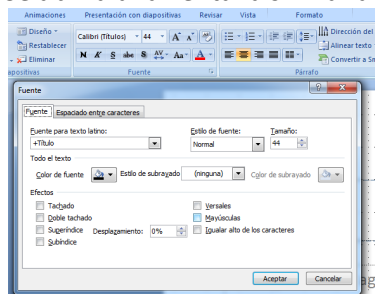 Animaciones Presentación con diapositivas Revisar Vista Formato
Diseño Calibri (Títulos) 44 Dirección del
Restablecer Alinear texto
Eliminar N K S abc S AV Aa A Convertir a Sm
apositivas Fuente Párrafo
Fuente
Fuente Espaciado entre caracteres
Fuente para texto latino: Estilo de fuente: Tamaño:
+Título Normal 44
Todo el texto
Color de fuente Estilo de subrayado (ninguna) Color de subrayado
Efectos
Tachado Versales
Doble tachado Mayúsculas
Superíndice Desplazamiento: 0% Igualar alto de los caracteres
Subíndice
Aceptar Cancelar